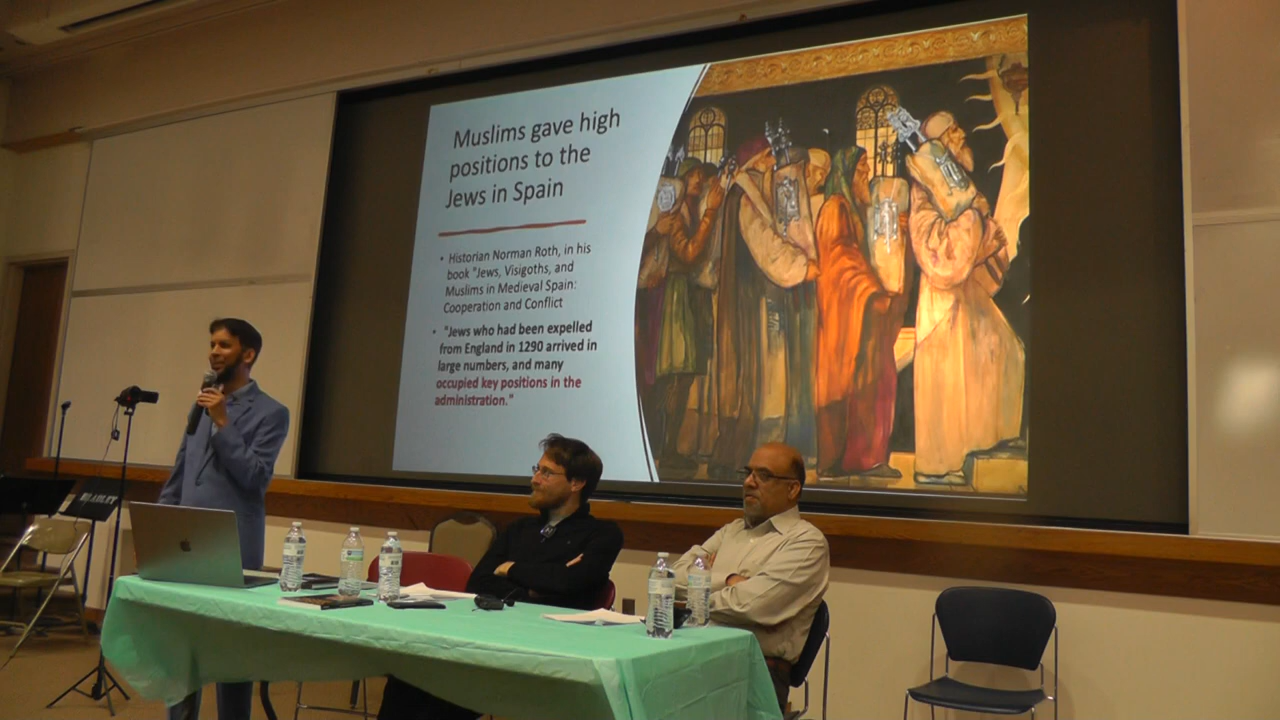 Muslims gave high
positions to the
Jews in Spain
• Historian Norman Roth, in his
book "Jews, Visigoths, and
Muslims in Medieval Spain:
Cooperation and Conflict
• "Jews who had been expelled
from England in 1290 arrived in
large numbers, and many
occupied key positions in the
administration."
BRADLEY